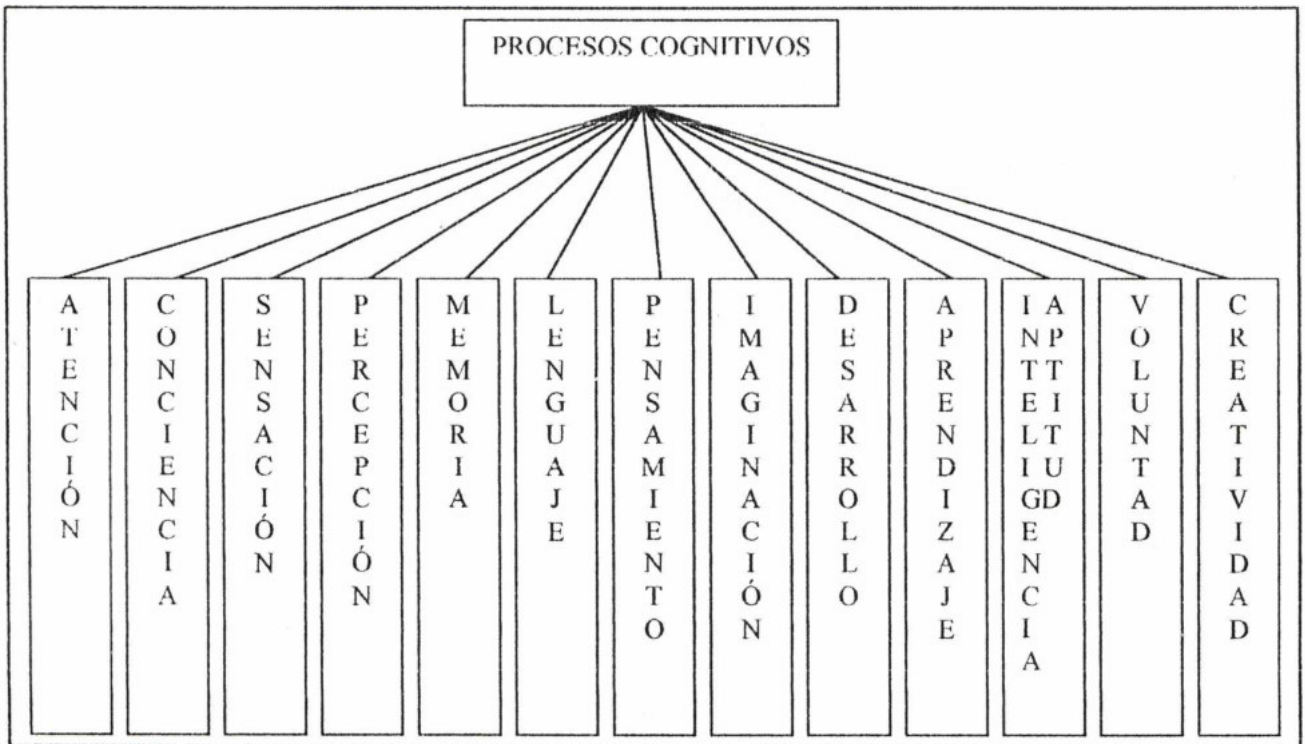 PROCESOS COGNITIVOS
ATENCIÓN
CONCIENCIA
SENSACIÓN
PERCEPCIÓN
MEMORIA
LENGUAJE
PENSAMIENTO
IMAGINACIÓN
DESARROLLO
APRENDIZAJE
INTELIGENCIA
APTITUD
VOLUNTAD
CREATIVIDAD